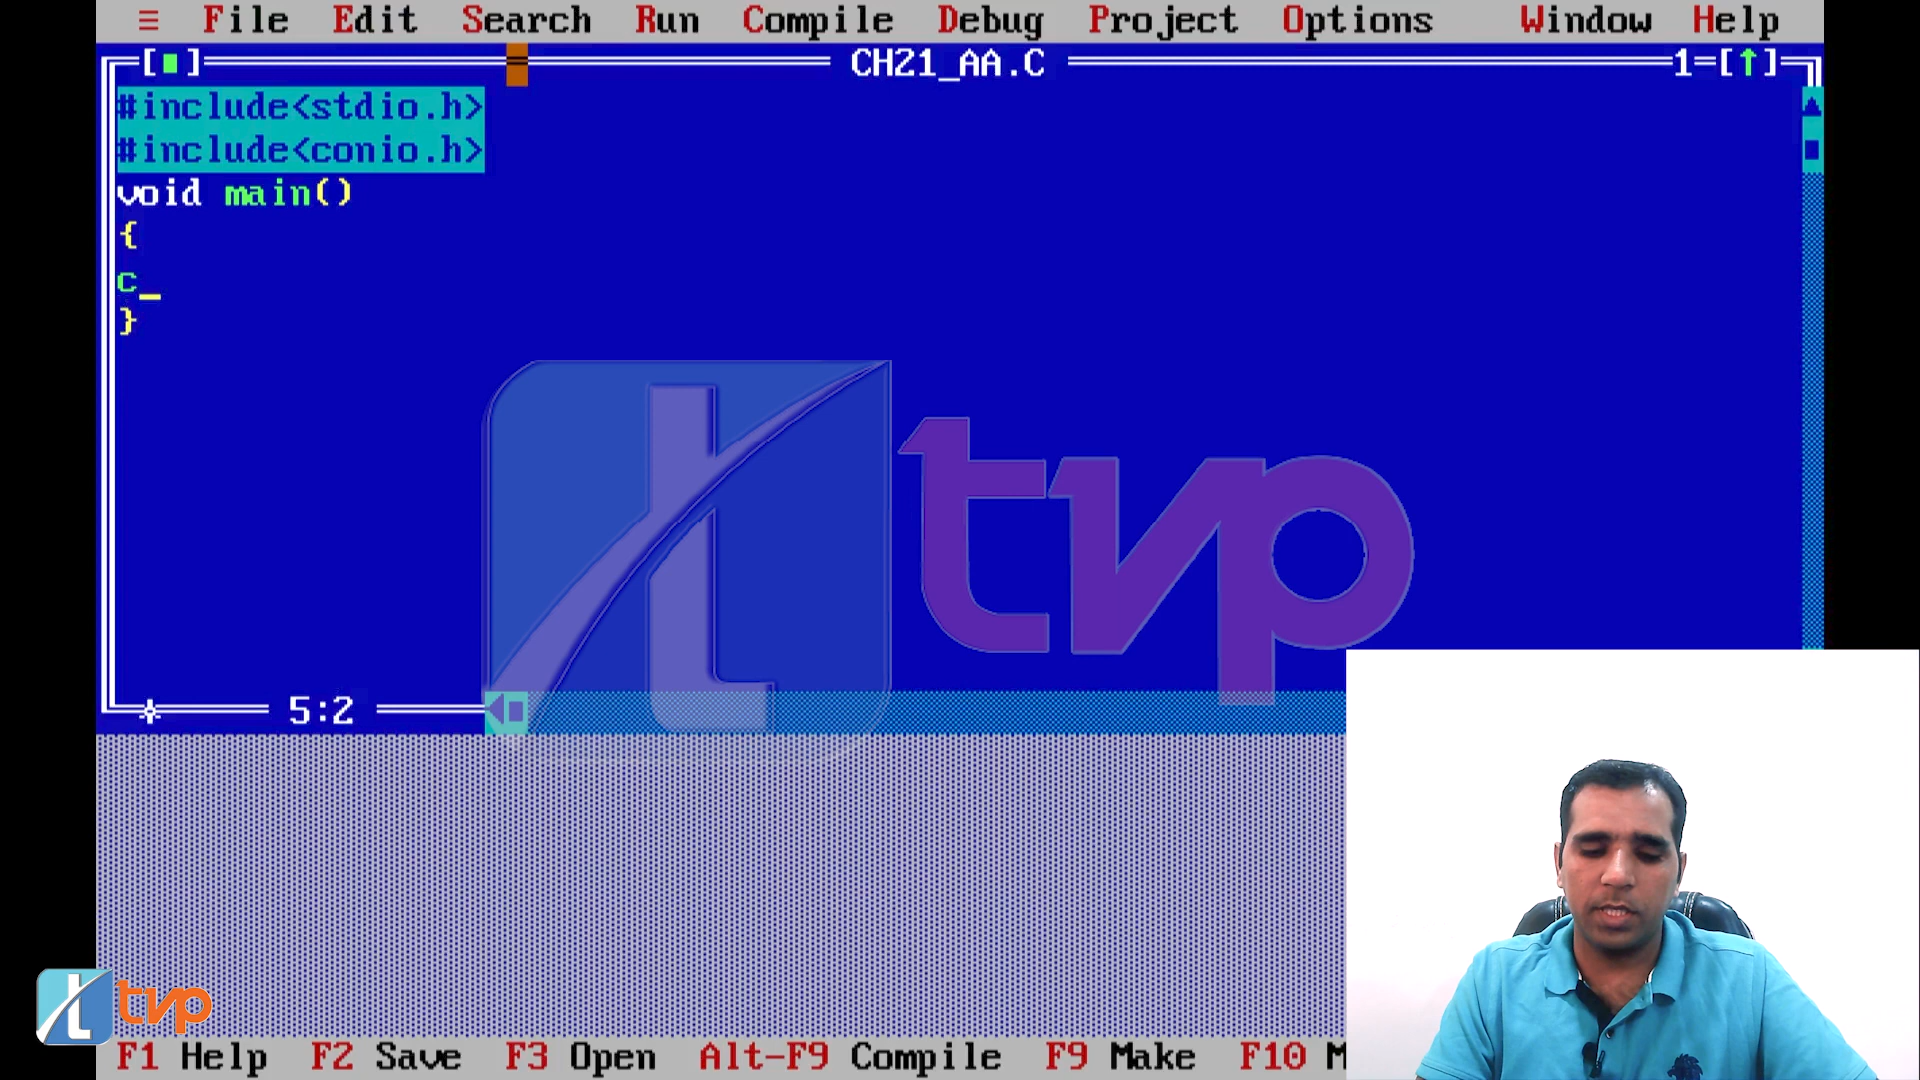 ≡ File Edit Search Run Compile Debug Project Options Window Help
[■] CH21_AA.C 1=[↑]
#include<stdio.h>
#include<conio.h>
void main()
{
c_
}
tvp
5:2
tvp
F1 Help F2 Save F3 Open Alt-F9 Compile F9 Make F10 M